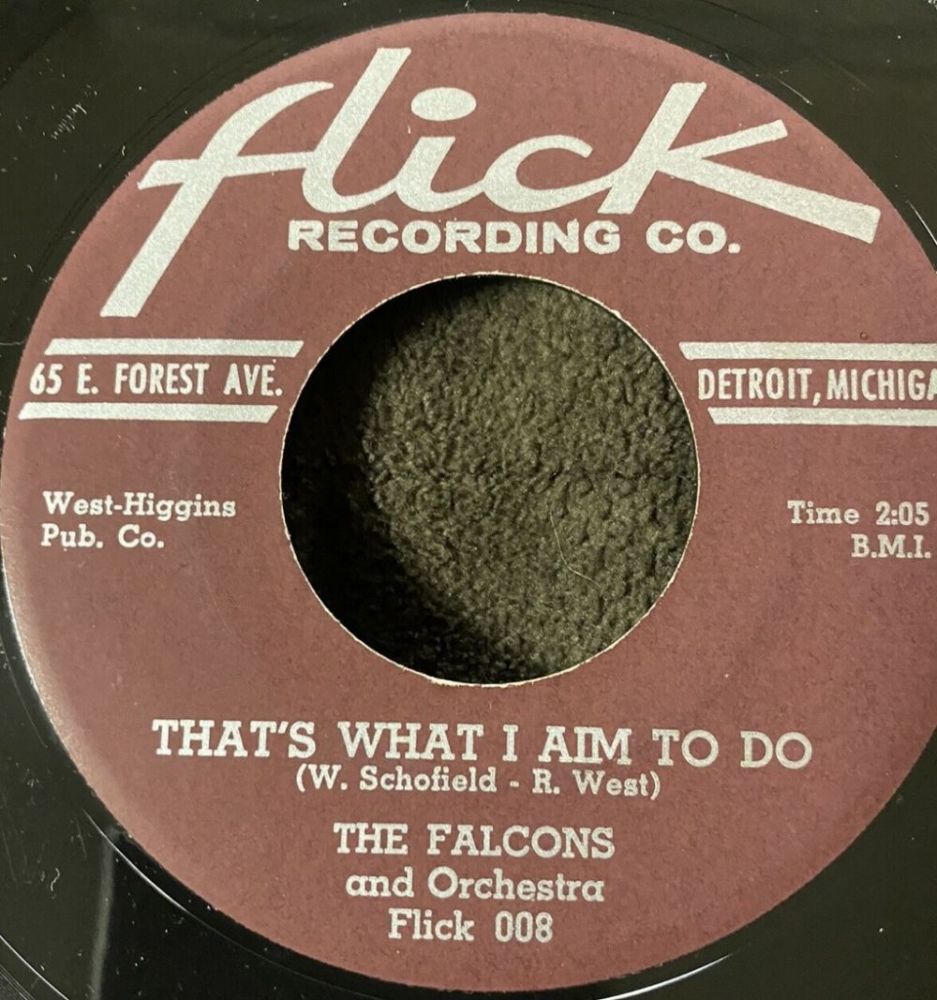 flick
RECORDING CO.
65 E. FOREST AVE.
DETROIT, MICHIGA
West-Higgins
Pub. Co.
Time 2:05
B.M.I.
THAT'S WHAT I AIM TO DO
(W. Schofield - R. West)
THE FALCONS
and Orchestra
Flick 008